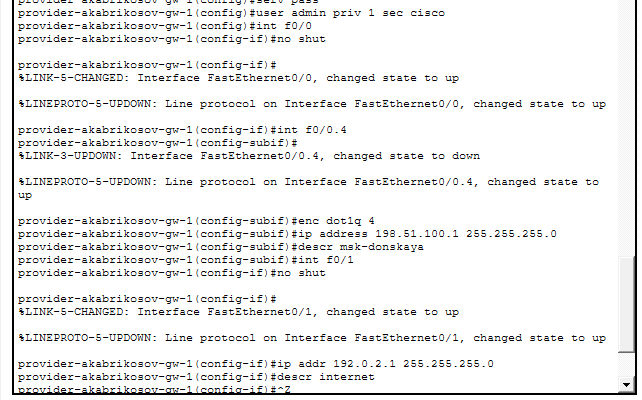 provider-akabrikosov-gw-1(config)#serv pass
provider-akabrikosov-gw-1(config)#user admin priv 1 sec cisco
provider-akabrikosov-gw-1(config)#int f0/0
provider-akabrikosov-gw-1(config-if)#no shut
provider-akabrikosov-gw-1(config-if)#
%LINK-5-CHANGED: Interface FastEthernet0/0, changed state to up
%LINEPROTO-5-UPDOWN: Line protocol on Interface FastEthernet0/0, changed state to up
provider-akabrikosov-gw-1(config-if)#int f0/0.4
provider-akabrikosov-gw-1(config-subif)#
%LINK-3-UPDOWN: Interface FastEthernet0/0.4, changed state to down
%LINEPROTO-5-UPDOWN: Line protocol on Interface FastEthernet0/0.4, changed state to
up
provider-akabrikosov-gw-1(config-subif)#enc dot1q 4
provider-akabrikosov-gw-1(config-subif)#ip address 198.51.100.1 255.255.255.0
provider-akabrikosov-gw-1(config-subif)#descr msk-donskaya
provider-akabrikosov-gw-1(config-subif)#int f0/1
provider-akabrikosov-gw-1(config-if)#no shut
provider-akabrikosov-gw-1(config-if)#
%LINK-5-CHANGED: Interface FastEthernet0/1, changed state to up
%LINEPROTO-5-UPDOWN: Line protocol on Interface FastEthernet0/1, changed state to up
provider-akabrikosov-gw-1(config-if)#ip addr 192.0.2.1 255.255.255.0
provider-akabrikosov-gw-1(config-if)#descr internet
provider-akabrikosov-gw-1(config-if)#^Z